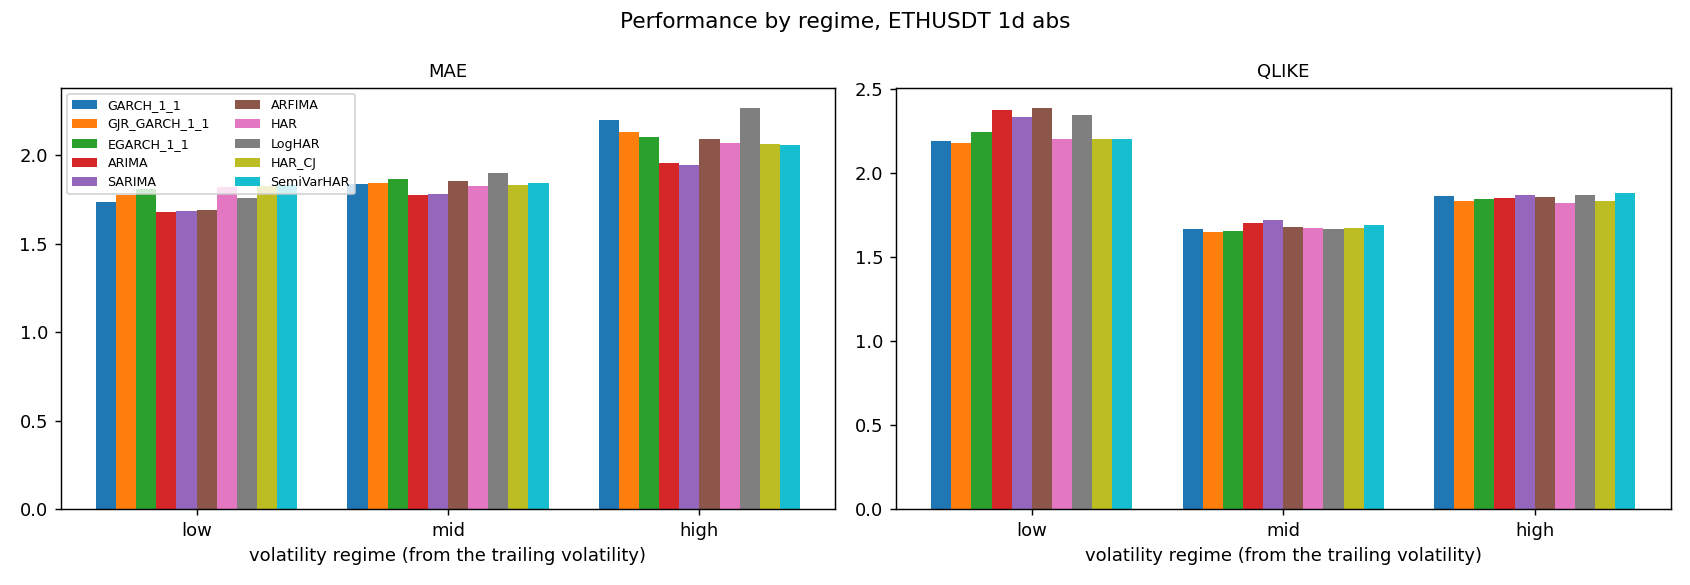 Performance by regime, ETHUSDT 1d abs
MAE
GARCH_1_1
GJR_GARCH_1_1
EGARCH_1_1
ARIMA
SARIMA
ARFIMA
HAR
LogHAR
HAR_CJ
SemiVarHAR
2.0
1.5
1.0
0.5
0.0
low mid high
volatility regime (from the trailing volatility)
QLIKE
2.5
2.0
1.5
1.0
0.5
0.0
low mid high
volatility regime (from the trailing volatility)